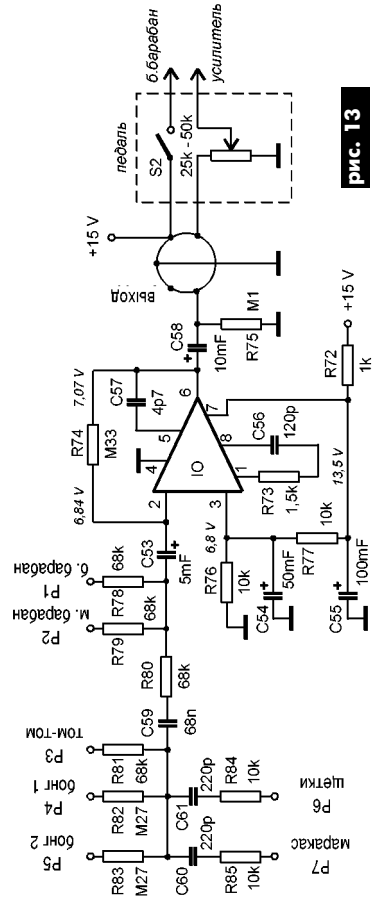 P5
бонг 2
P4
бонг 1
P3
том-том
P2
м. барабан
P1
б. барабан
R83
M27
R82
M27
R81
68k
R79
68k
R78
68k
C59
68n
R80
68k
C53
5mF
C60
220p
C61
220p
R85
10k
R84
10k
P7
маракас
P6
щетки
6,84 V
R74
M33
7,07 V
C57
4p7
IO
2
3
4
5
6
7
8
1
6,8 V
R76
10k
C54
50mF
R77
10k
C55
100mF
R73
1,5k
C56
120p
13,5 V
R72
1k
+15 V
C58
10mF
R75
M1
выход
+15 V
педаль
S2
25k - 50k
б.барабан
усилитель
рис. 13